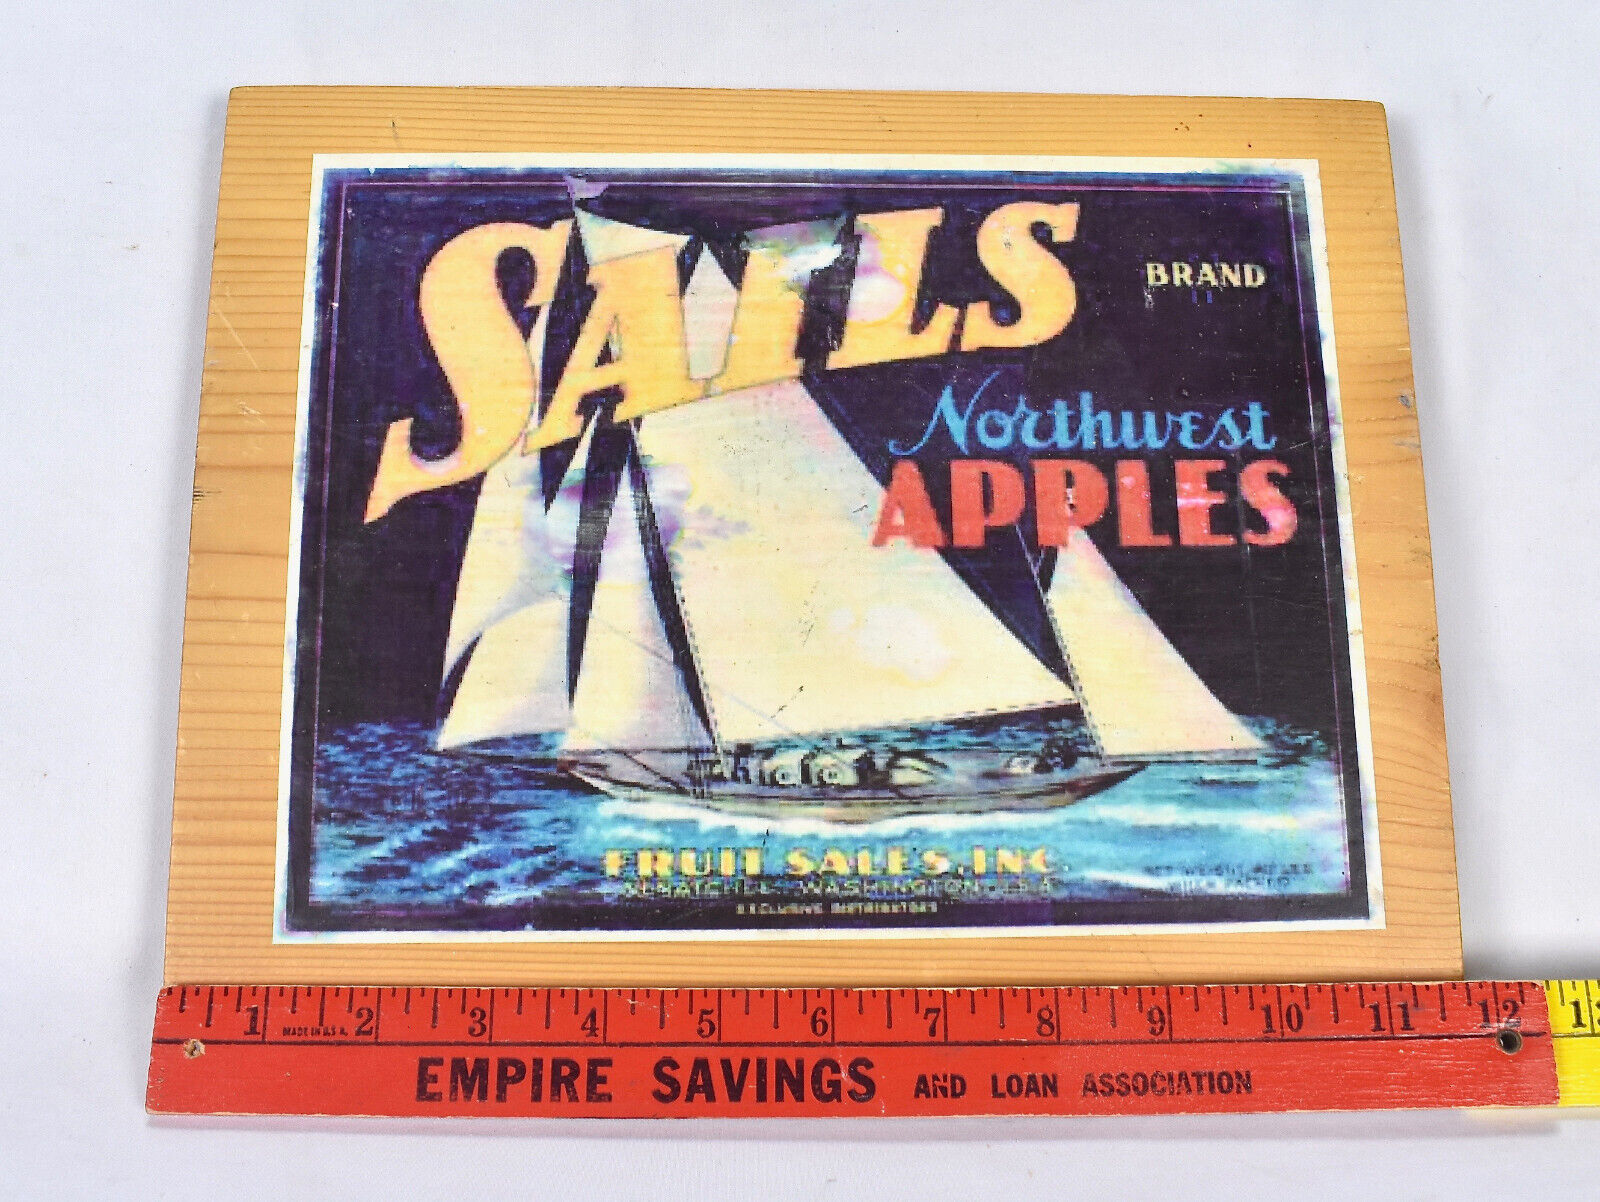 SAILS
BRAND
Northwest
APPLES
FRUIT SALES, INC.
WENATCHEE, WASHINGTON, U.S.A.
EXCLUSIVE DISTRIBUTORS
1 2 3 4 5 6 7 8 9 10 11 12
MADE IN U.S.A.
EMPIRE SAVINGS AND LOAN ASSOCIATION